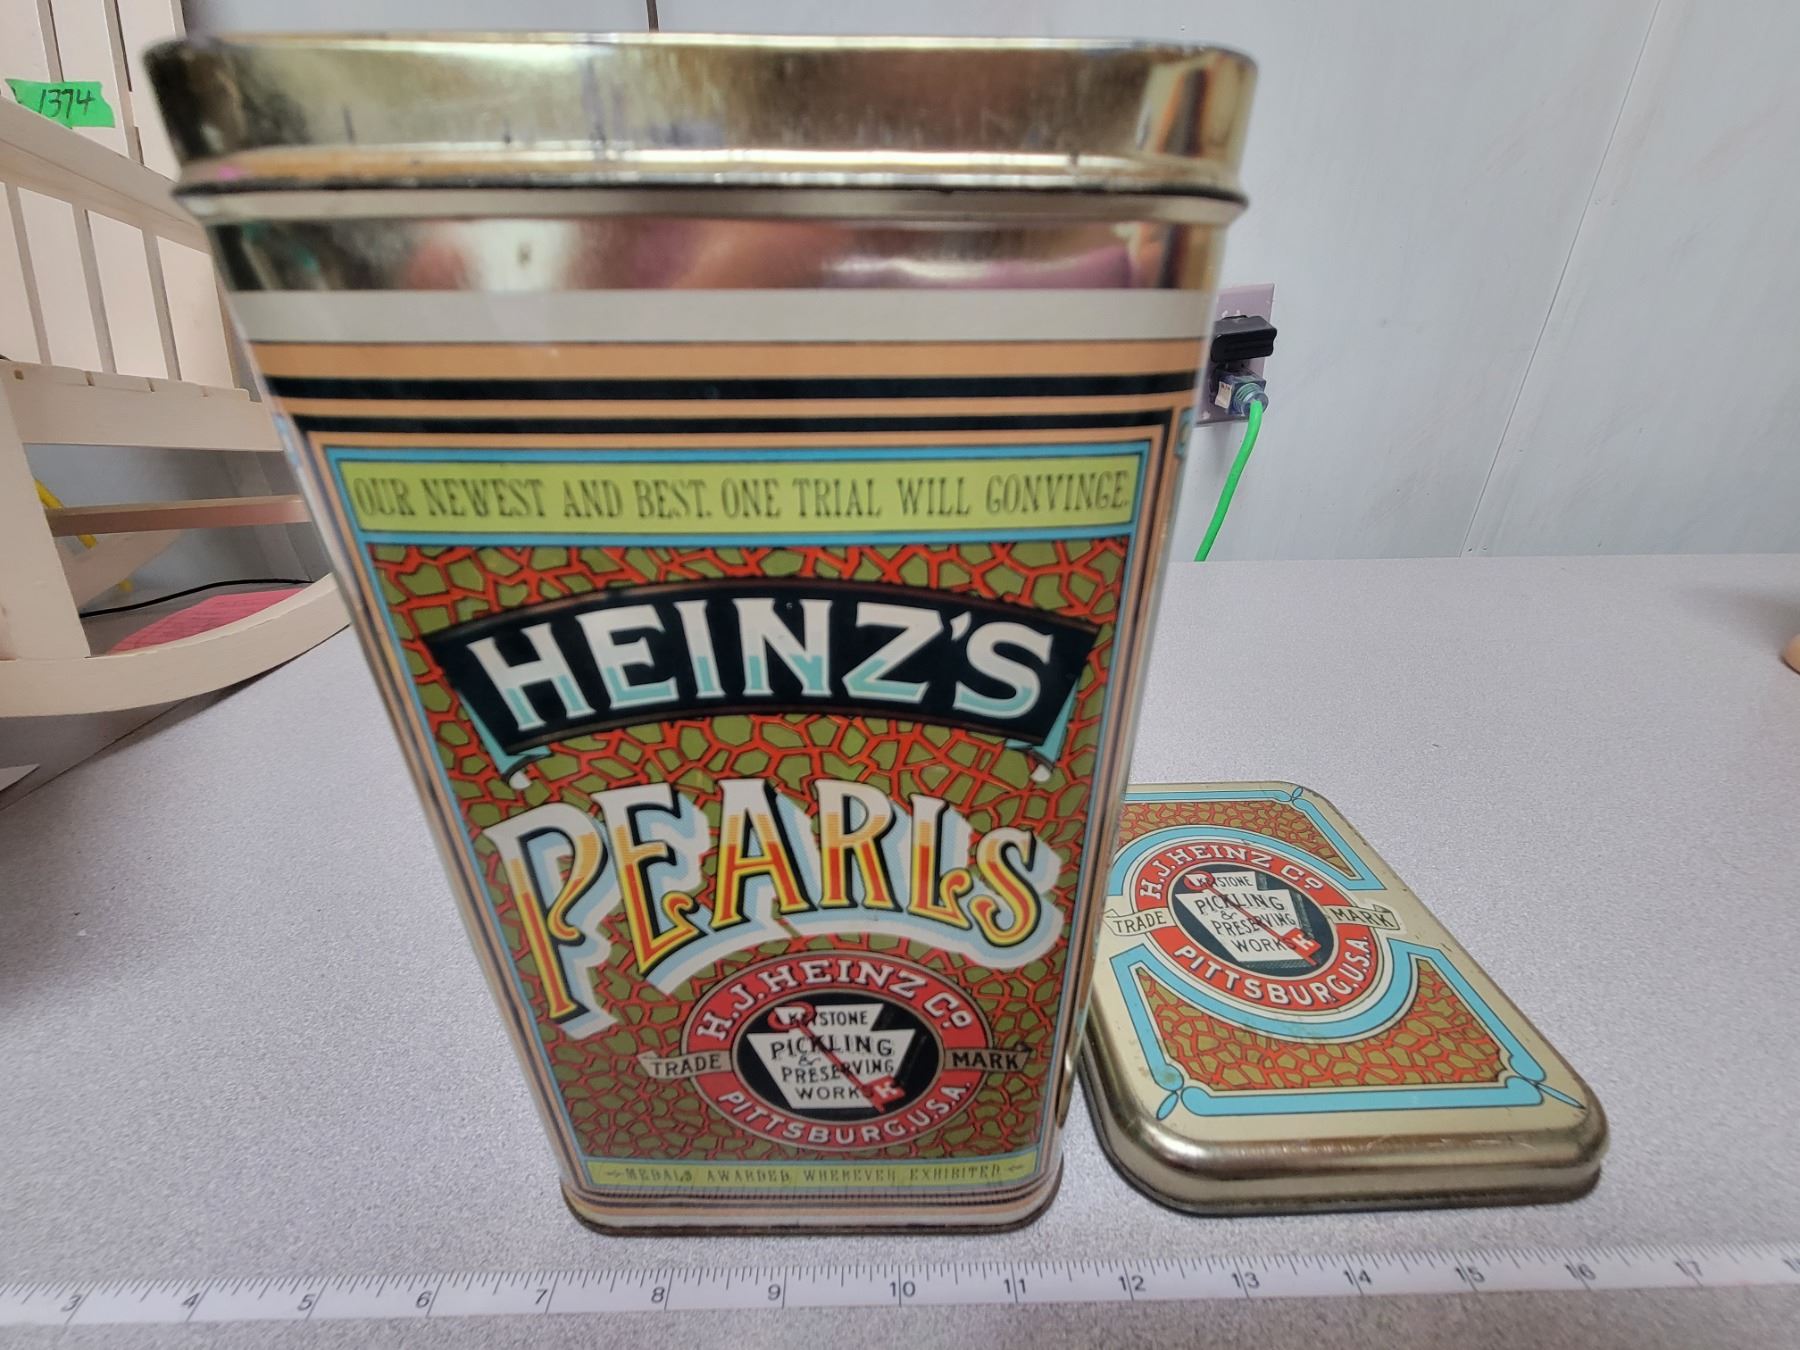 1374
OUR NEWEST AND BEST. ONE TRIAL WILL CONVINCE.
HEINZ'S
PEARLS
H.J. HEINZ Co
KEYSTONE
PICKLING
&
PRESERVING
WORKS
TRADE MARK
PITTSBURG, U.S.A.
MEDALS AWARDED WHEREVER EXHIBITED
H.J. HEINZ Co
KEYSTONE
PICKLING
&
PRESERVING
WORKS
TRADE MARK
PITTSBURG, U.S.A.
3 4 5 6 7 8 9 10 11 12 13 14 15 16 17